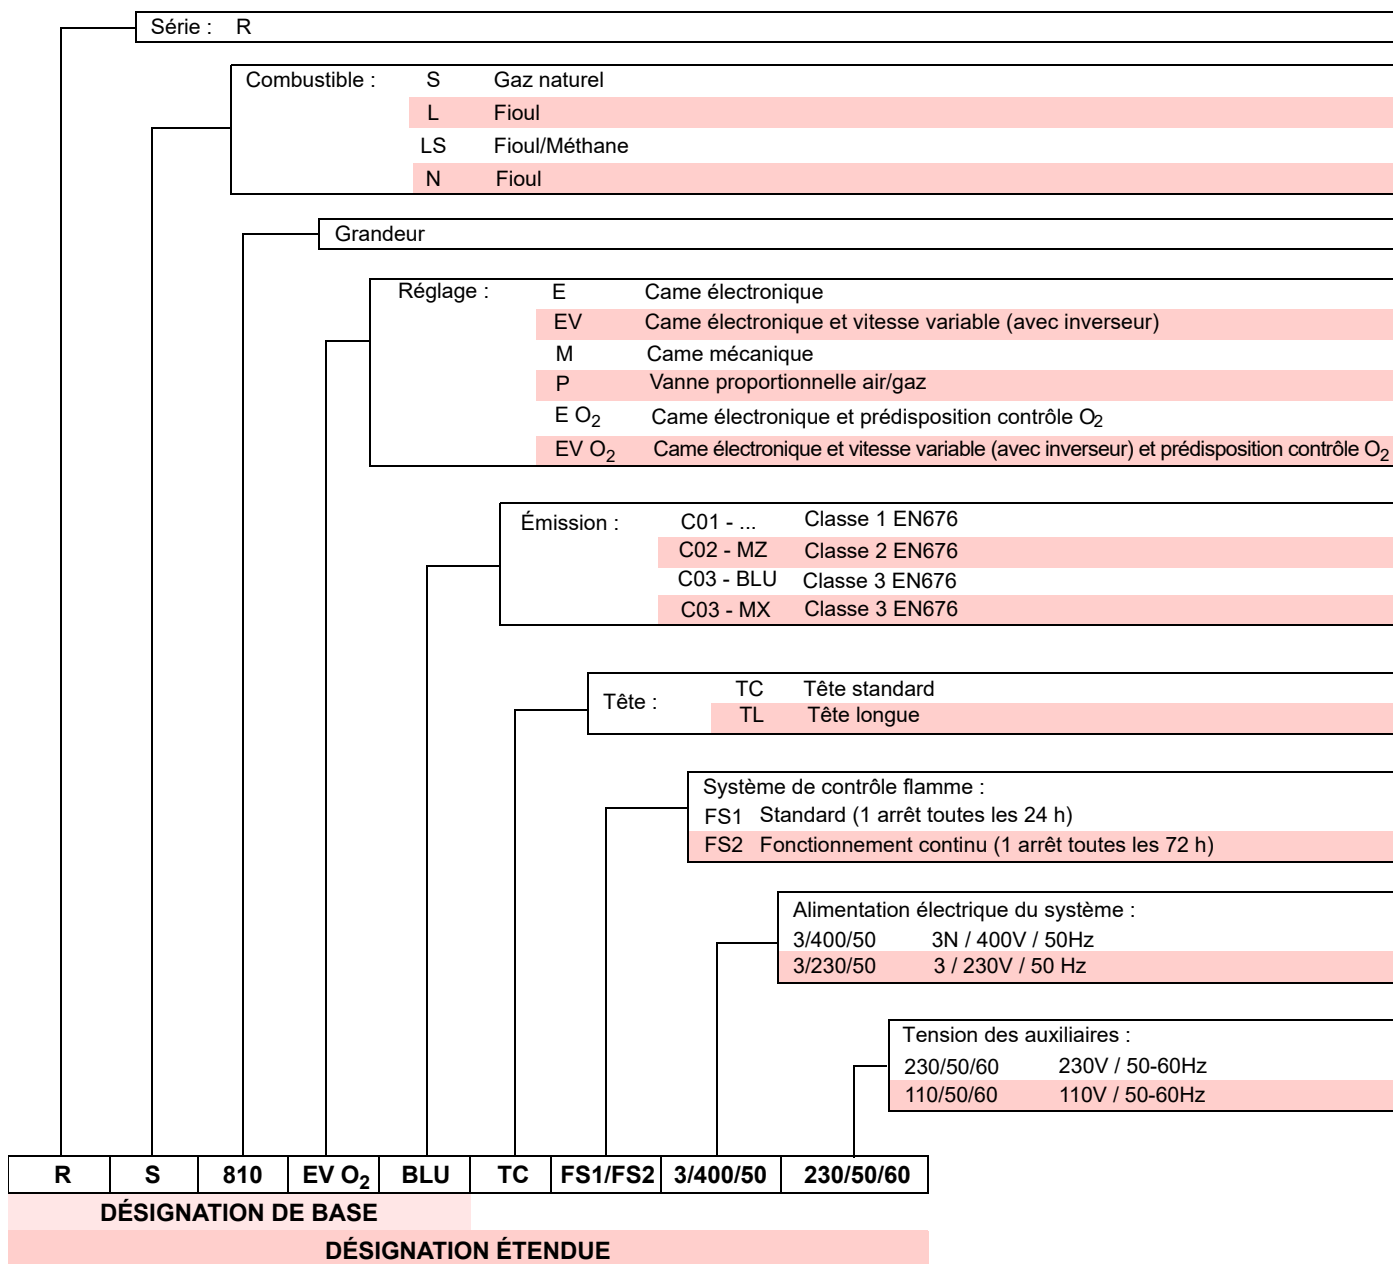 Série : R
Combustible : S Gaz naturel
L Fioul
LS Fioul/Méthane
N Fioul
Grandeur
Réglage : E Came électronique
EV Came électronique et vitesse variable (avec inverseur)
M Came mécanique
P Vanne proportionnelle air/gaz
E O2 Came électronique et prédisposition contrôle O2
EV O2 Came électronique et vitesse variable (avec inverseur) et prédisposition contrôle O2
Émission : C01 - ... Classe 1 EN676
C02 - MZ Classe 2 EN676
C03 - BLU Classe 3 EN676
C03 - MX Classe 3 EN676
Tête : TC Tête standard
TL Tête longue
Système de contrôle flamme :
FS1 Standard (1 arrêt toutes les 24 h)
FS2 Fonctionnement continu (1 arrêt toutes les 72 h)
Alimentation électrique du système :
3/400/50 3N / 400V / 50Hz
3/230/50 3 / 230V / 50 Hz
Tension des auxiliaires :
230/50/60 230V / 50-60Hz
110/50/60 110V / 50-60Hz
R S 810 EV O2 BLU TC FS1/FS2 3/400/50 230/50/60
DÉSIGNATION DE BASE
DÉSIGNATION ÉTENDUE